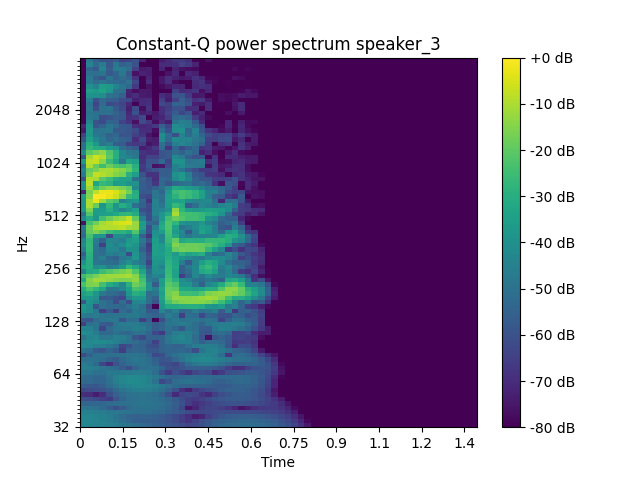 Constant-Q power spectrum speaker_3
Hz
2048
1024
512
256
128
64
32
0 0.15 0.3 0.45 0.6 0.75 0.9 1.1 1.2 1.4
Time
+0 dB
-10 dB
-20 dB
-30 dB
-40 dB
-50 dB
-60 dB
-70 dB
-80 dB